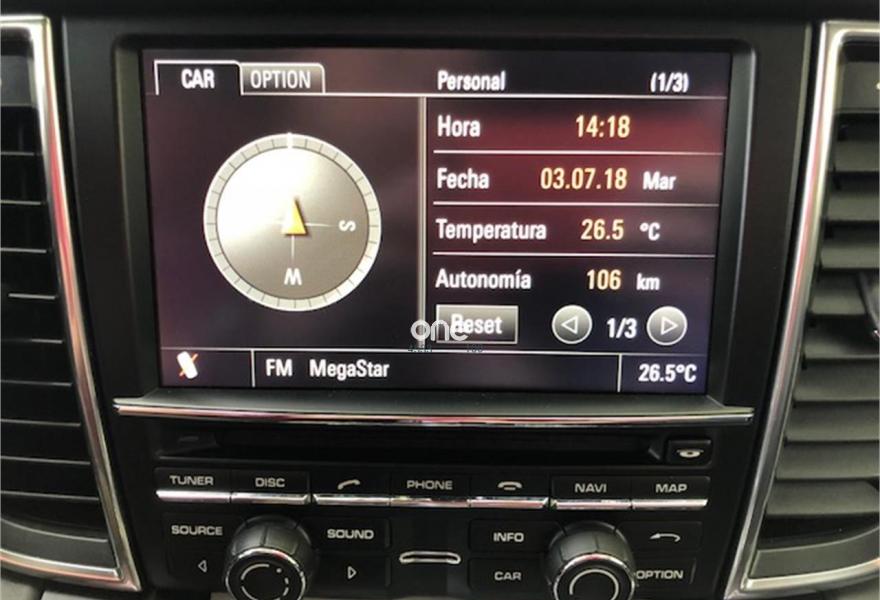 CAR OPTION Personal (1/3)
Hora 14:18
Fecha 03.07.18 Mar
Temperatura 26.5 °C
Autonomía 106 km
S
W
one
Reset 1/3
FM MegaStar 26.5°C
TUNER DISC PHONE NAVI MAP
SOURCE SOUND INFO
CAR OPTION